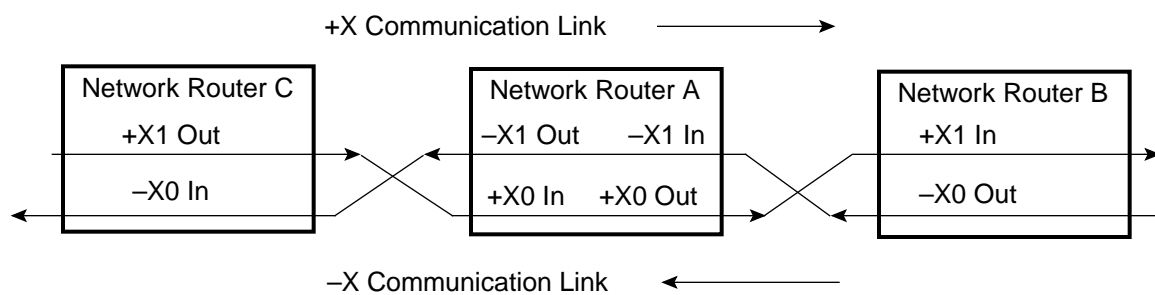 +X Communication Link
Network Router C
Network Router A
Network Router B
+X1 Out
–X1 Out
–X1 In
+X1 In
–X0 In
+X0 In
+X0 Out
–X0 Out
–X Communication Link